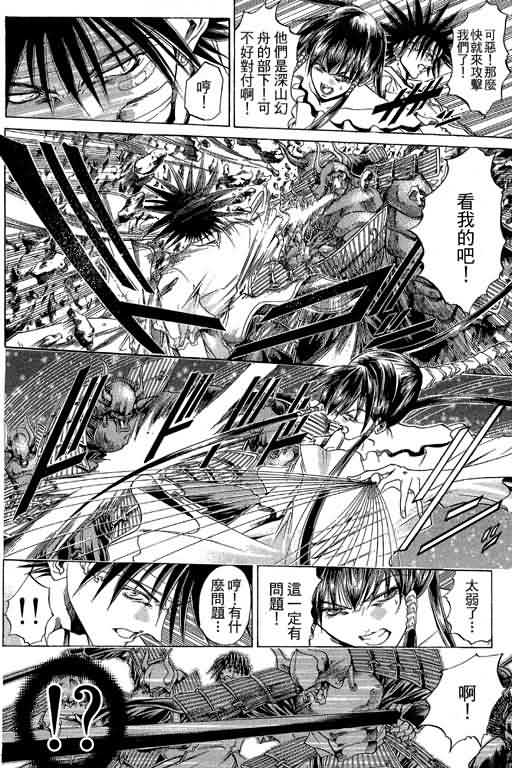 可惡！那麼
快就來攻擊
我們了！
他們是深山幻
舟的部下！可
不好對付啊！
哼！
看我的吧！
太弱了…
這一定有
問題！
哼！有什
麼問題…
！！
啊！
！？